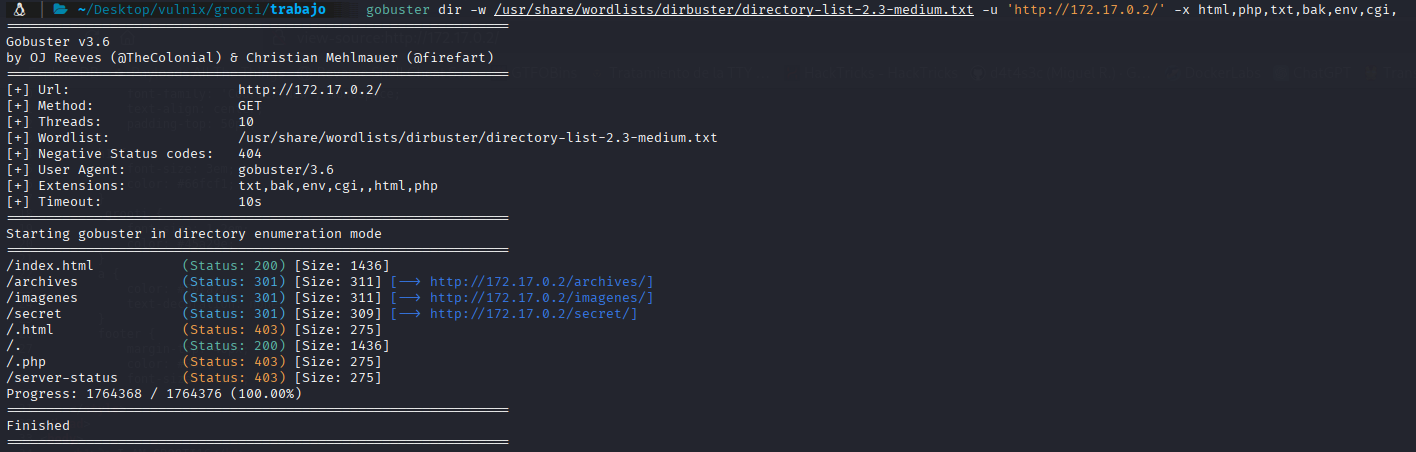 ~/Desktop/vulnix/grooti/trabajo gobuster dir -w /usr/share/wordlists/dirbuster/directory-list-2.3-medium.txt -u 'http://172.17.0.2/' -x html,php,txt,bak,env,cgi,
===============================================================
Gobuster v3.6
by OJ Reeves (@TheColonial) & Christian Mehlmauer (@firefart)
===============================================================
[+] Url: http://172.17.0.2/
[+] Method: GET
[+] Threads: 10
[+] Wordlist: /usr/share/wordlists/dirbuster/directory-list-2.3-medium.txt
[+] Negative Status codes: 404
[+] User Agent: gobuster/3.6
[+] Extensions: txt,bak,env,cgi,,html,php
[+] Timeout: 10s
===============================================================
Starting gobuster in directory enumeration mode
===============================================================
/index.html (Status: 200) [Size: 1436]
/archives (Status: 301) [Size: 311] [--> http://172.17.0.2/archives/]
/imagenes (Status: 301) [Size: 311] [--> http://172.17.0.2/imagenes/]
/secret (Status: 301) [Size: 309] [--> http://172.17.0.2/secret/]
/.html (Status: 403) [Size: 275]
/. (Status: 200) [Size: 1436]
/.php (Status: 403) [Size: 275]
/server-status (Status: 403) [Size: 275]
Progress: 1764368 / 1764376 (100.00%)
===============================================================
Finished
===============================================================